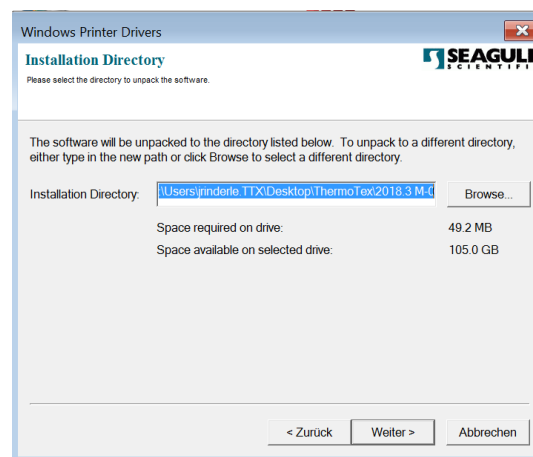 Windows Printer Drivers
Installation Directory
Please select the directory to unpack the software.
SEAGULL
SCIENTIFI
The software will be unpacked to the directory listed below. To unpack to a different directory,
either type in the new path or click Browse to select a different directory.
Installation Directory: :\Users\jrinderle.TTX\Desktop\ThermoTex\2018.3 M-0 Browse...
Space required on drive: 49.2 MB
Space available on selected drive: 105.0 GB
< Zurück Weiter > Abbrechen